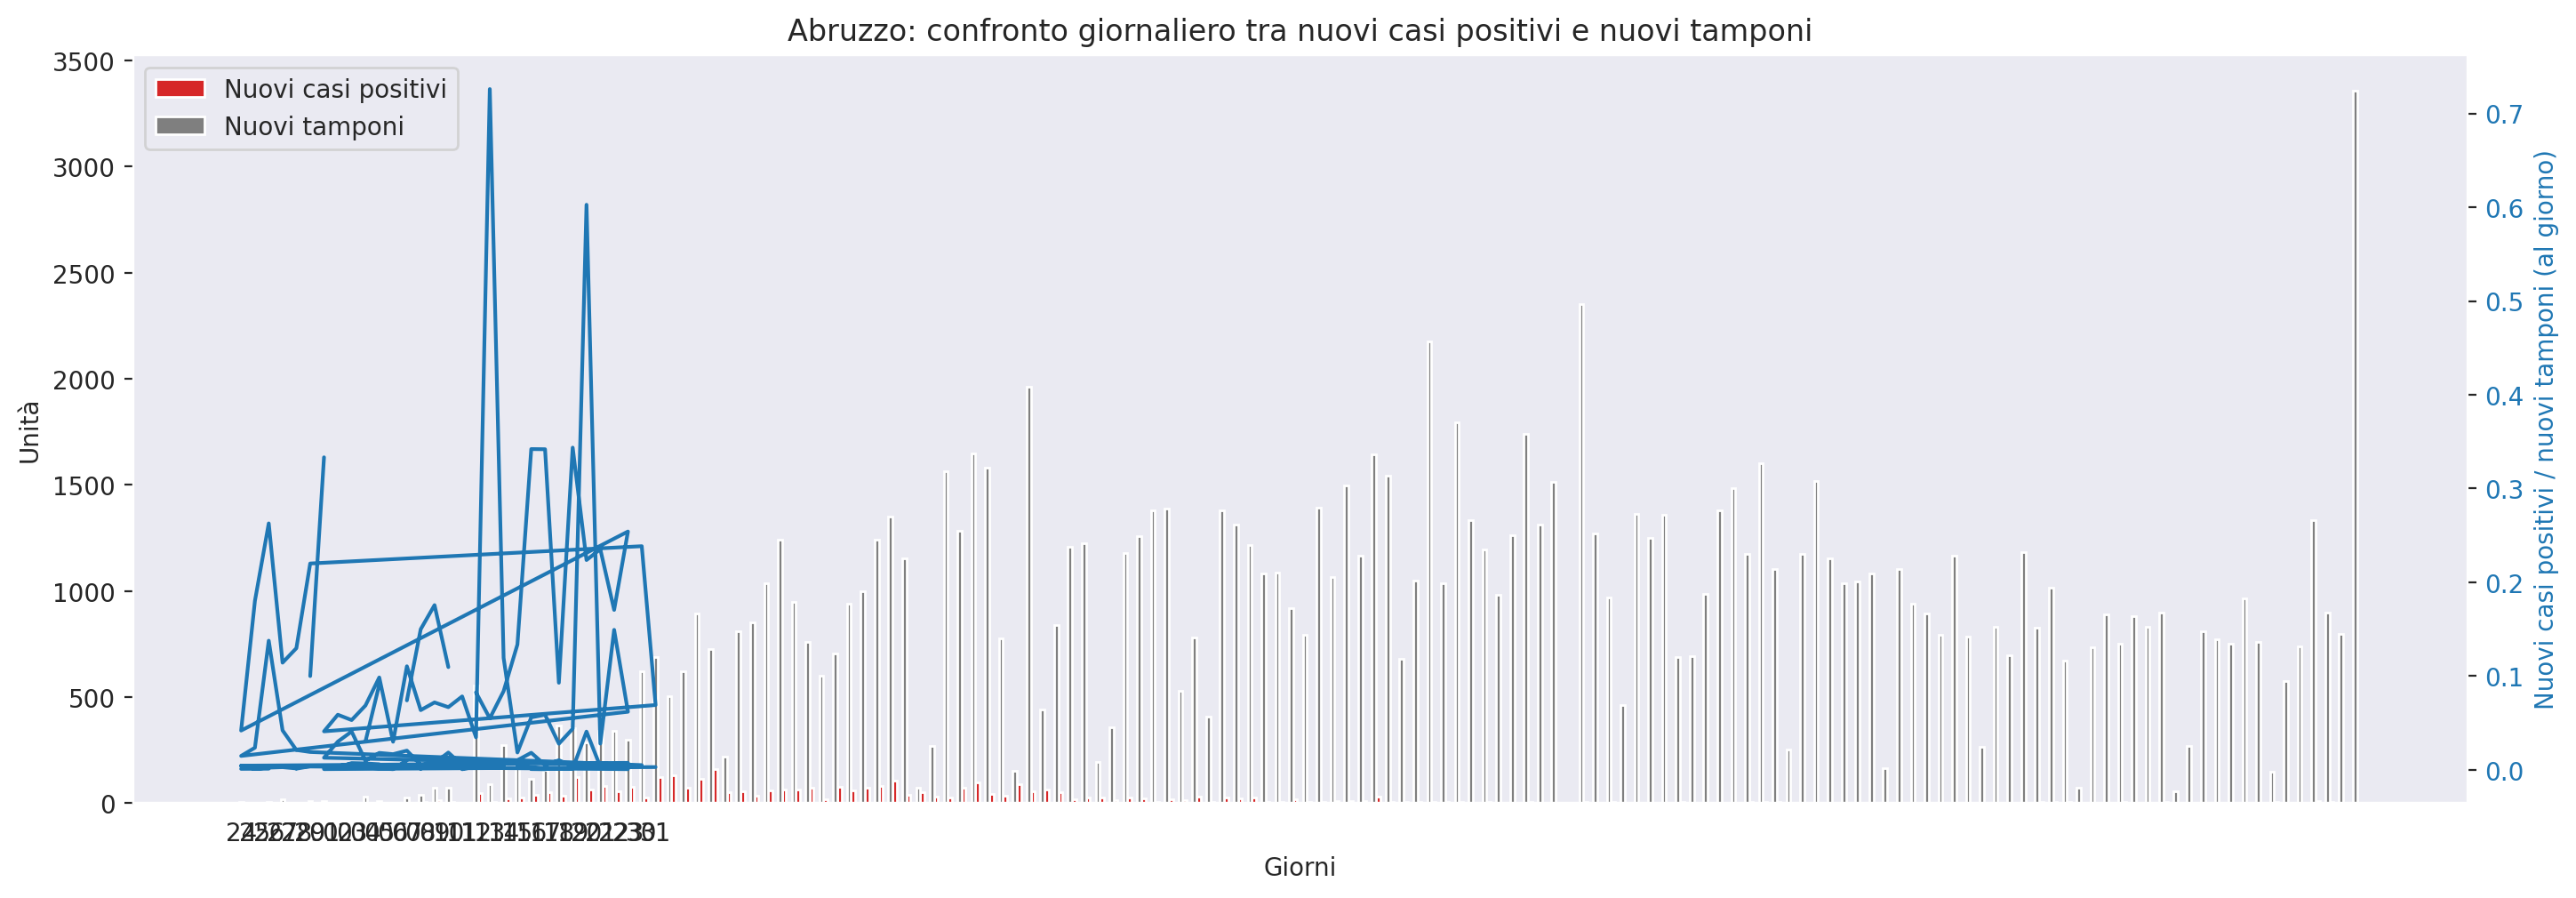 Abruzzo: confronto giornaliero tra nuovi casi positivi e nuovi tamponi
Nuovi casi positivi
Nuovi tamponi
Unità
3500
3000
2500
2000
1500
1000
500
0
0.7
0.6
0.5
0.4
0.3
0.2
0.1
0.0
Nuovi casi positivi / nuovi tamponi (al giorno)
Giorni